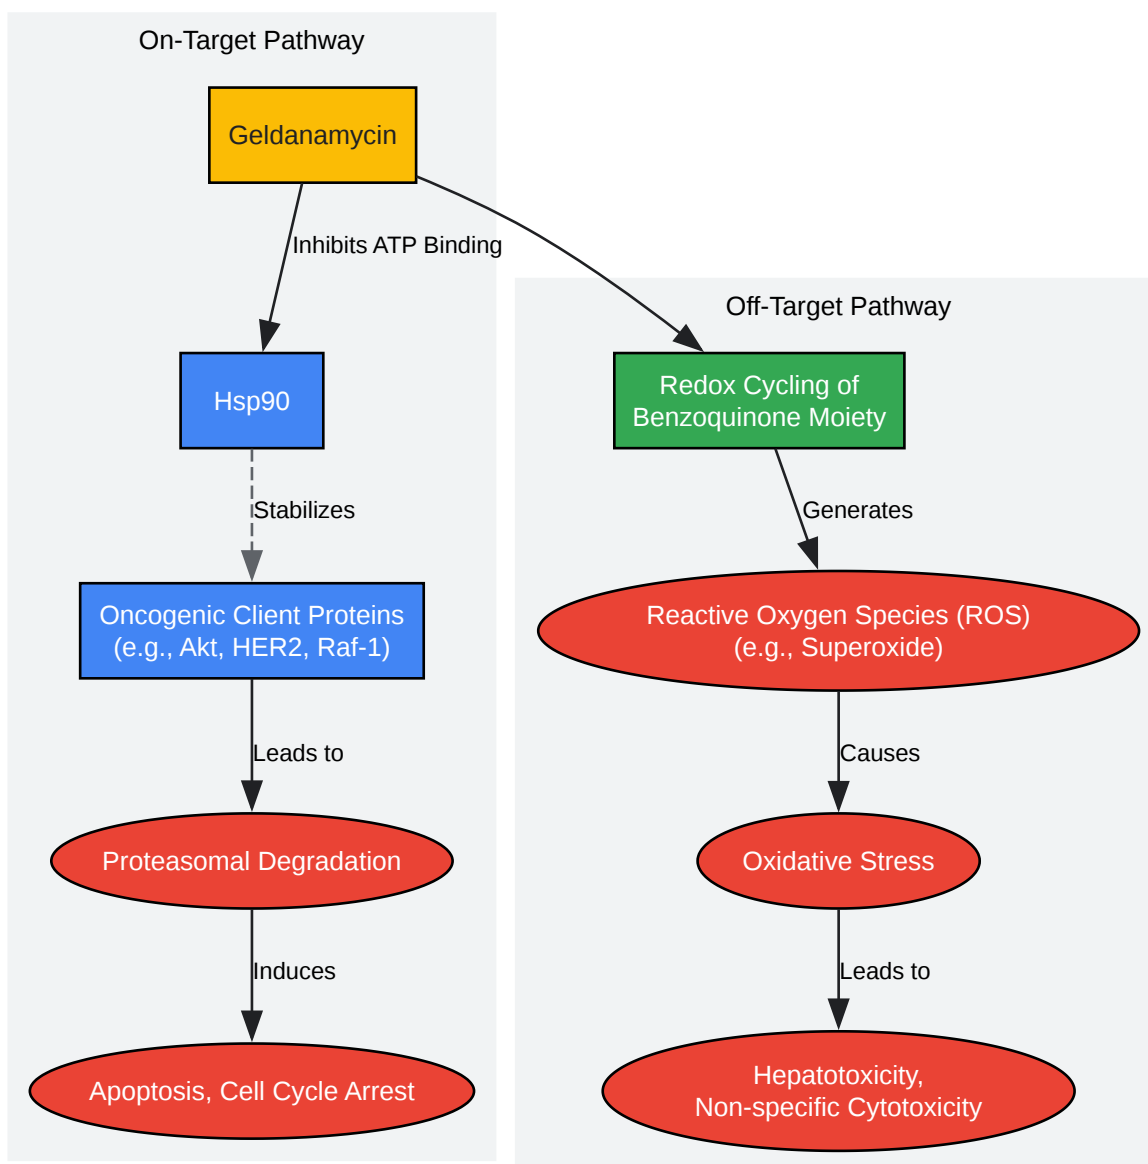 On-Target Pathway
Geldanamycin
Inhibits ATP Binding
Hsp90
Stabilizes
Oncogenic Client Proteins
(e.g., Akt, HER2, Raf-1)
Leads to
Proteasomal Degradation
Induces
Apoptosis, Cell Cycle Arrest
Off-Target Pathway
Redox Cycling of
Benzoquinone Moiety
Generates
Reactive Oxygen Species (ROS)
(e.g., Superoxide)
Causes
Oxidative Stress
Leads to
Hepatotoxicity,
Non-specific Cytotoxicity